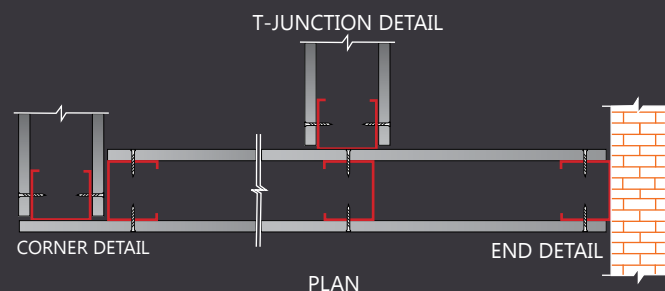 T-JUNCTION DETAIL
CORNER DETAIL
END DETAIL
PLAN